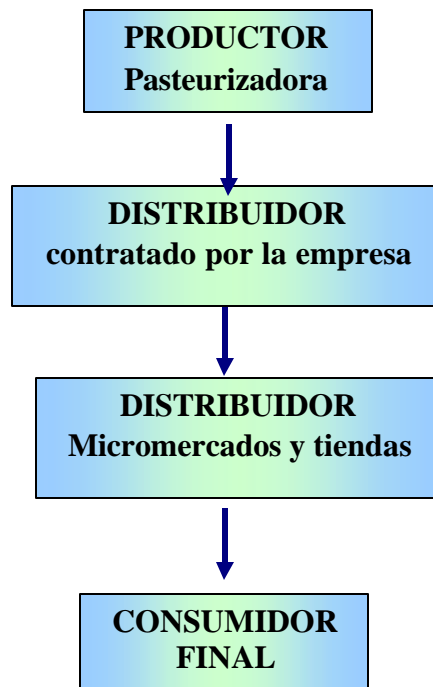 PRODUCTOR
Pasteurizadora
DISTRIBUIDOR
contratado por la empresa
DISTRIBUIDOR
Micromercados y tiendas
CONSUMIDOR
FINAL